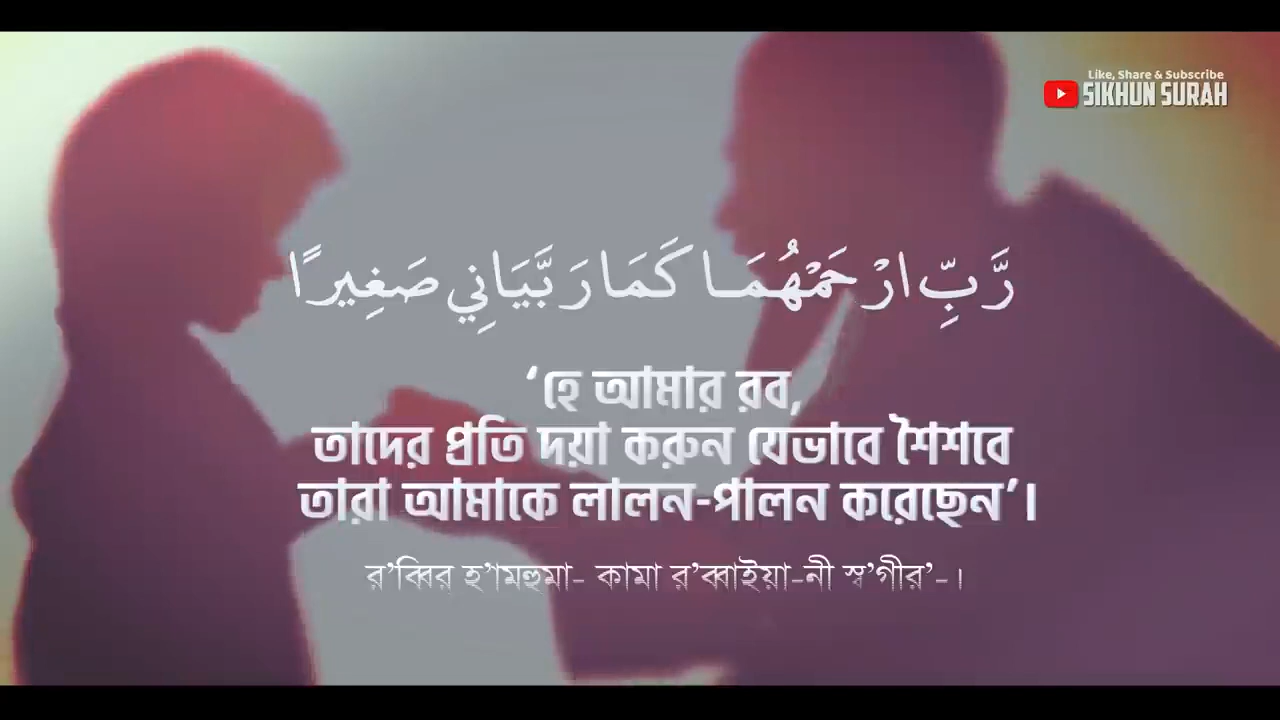 Like, Share & Subscribe
SIKHUN SURAH
رَّبِّ ارْحَمْهُمَا كَمَا رَبَّيَانِي صَغِيرًا
‘হে আমার রব,
তাদের প্রতি দয়া করুন যেভাবে শৈশবে
তারা আমাকে লালন-পালন করেছেন’।
র’ব্বির হ’ামহুমা- কামা র’ব্বাইয়া-নী স্ব’গীর’-।